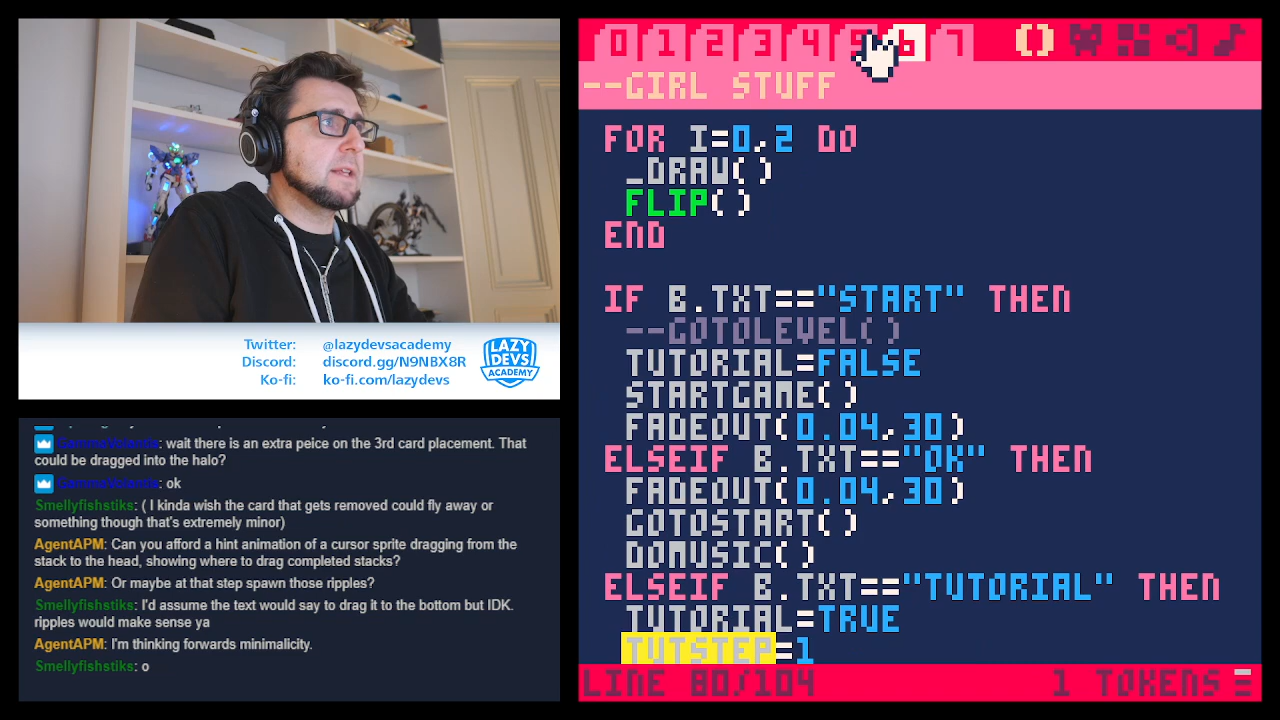 Twitter: @lazydevsacademy
Discord: discord.gg/N9NBX8R
Ko-fi: ko-fi.com/lazydevs
LAZY
DEVS
ACADEMY
GammaVolantis: wait there is an extra peice on the 3rd card placement. That
could be dragged into the halo?
GammaVolantis: ok
Smellyfishstiks: ( I kinda wish the card that gets removed could fly away or
something though that's extremely minor)
AgentAPM: Can you afford a hint animation of a cursor sprite dragging from the
stack to the head, showing where to drag completed stacks?
AgentAPM: Or maybe at that step spawn those ripples?
Smellyfishstiks: I'd assume the text would say to drag it to the bottom but IDK.
ripples would make sense ya
AgentAPM: I'm thinking forwards minimalicity.
Smellyfishstiks: o
0 1 2 3 4 5 6 7 ()
--GIRL STUFF
FOR I=0,2 DO
_DRAW()
FLIP()
END
IF B.TXT=="START" THEN
--GOTOLEVEL()
TUTORIAL=FALSE
STARTGAME()
FADEOUT(0.04,30)
ELSEIF B.TXT=="OK" THEN
FADEOUT(0.04,30)
GOTOSTART()
DOMUSIC()
ELSEIF B.TXT=="TUTORIAL" THEN
TUTORIAL=TRUE
TUTSTEP=1
LINE 80/104 1 TOKENS